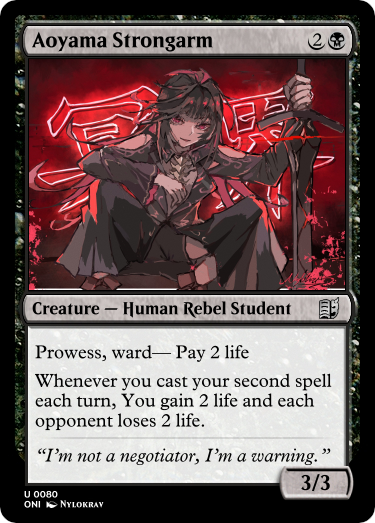 Aoyama Strongarm 2
Creature — Human Rebel Student
Prowess, ward— Pay 2 life
Whenever you cast your second spell
each turn, You gain 2 life and each
opponent loses 2 life.
“I’m not a negotiator, I’m a warning.”
3/3
U 0080
ONI Nylokrav